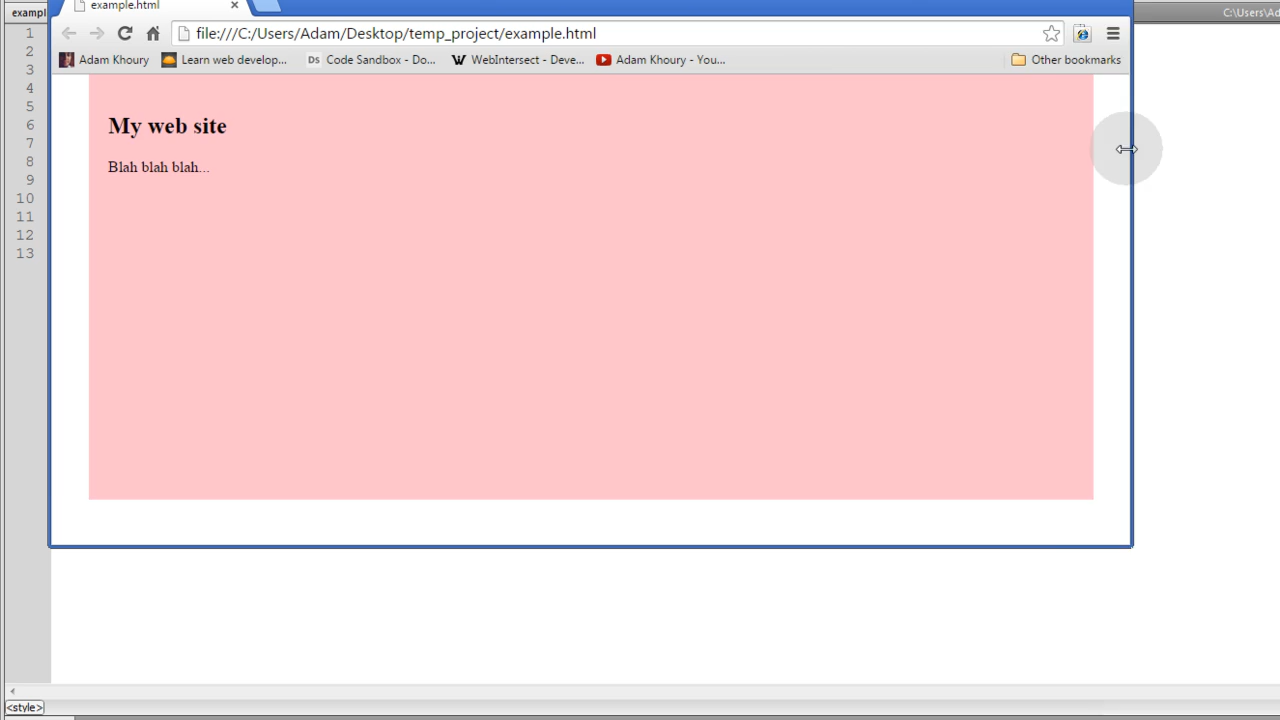 exampl
example.html
C:\Users\Ad
file:///C:/Users/Adam/Desktop/temp_project/example.html
Adam Khoury
Learn web develop...
DS Code Sandbox - Do...
W WebIntersect - Deve...
Adam Khoury - You...
Other bookmarks
1
2
3
4
5
6
7
8
9
10
11
12
13
My web site
Blah blah blah...
<style>